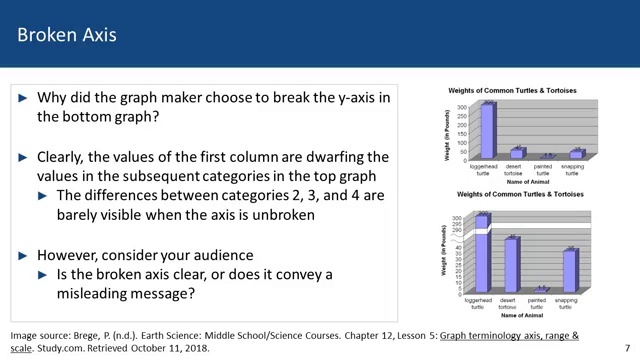 Broken Axis
► Why did the graph maker choose to break the y-axis in
the bottom graph?
► Clearly, the values of the first column are dwarfing the
values in the subsequent categories in the top graph
► The differences between categories 2, 3, and 4 are
barely visible when the axis is unbroken
► However, consider your audience
► Is the broken axis clear, or does it convey a
misleading message?
Weights of Common Turtles & Tortoises
Weight (in Pounds)
300
250
200
150
100
50
0
loggerhead turtle
desert tortoise
painted turtle
snapping turtle
Name of Animal
Weights of Common Turtles & Tortoises
Weight (in Pounds)
300
295
290
40
35
30
25
20
15
10
5
0
loggerhead turtle
desert tortoise
painted turtle
snapping turtle
Name of Animal
Image source: Brege, P. (n.d.). Earth Science: Middle School/Science Courses. Chapter 12, Lesson 5: Graph terminology axis, range &
scale. Study.com. Retrieved October 11, 2018.
7